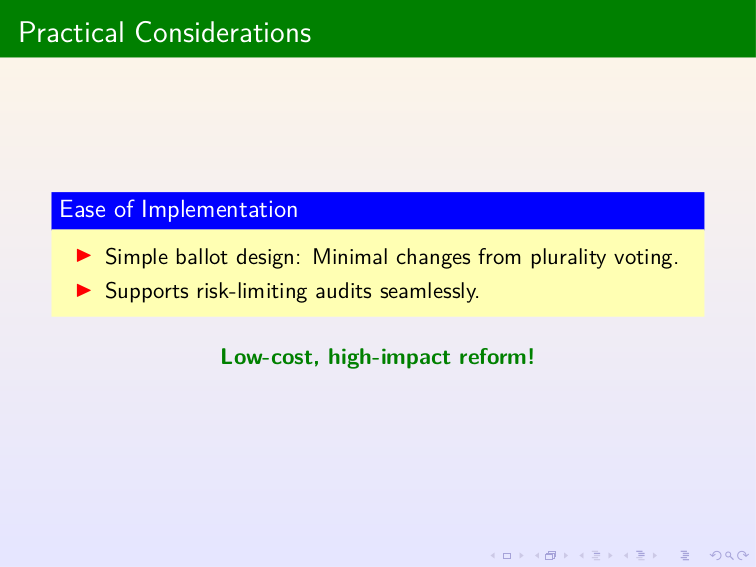 Practical Considerations
Ease of Implementation
Simple ballot design: Minimal changes from plurality voting.
Supports risk-limiting audits seamlessly.
Low-cost, high-impact reform!